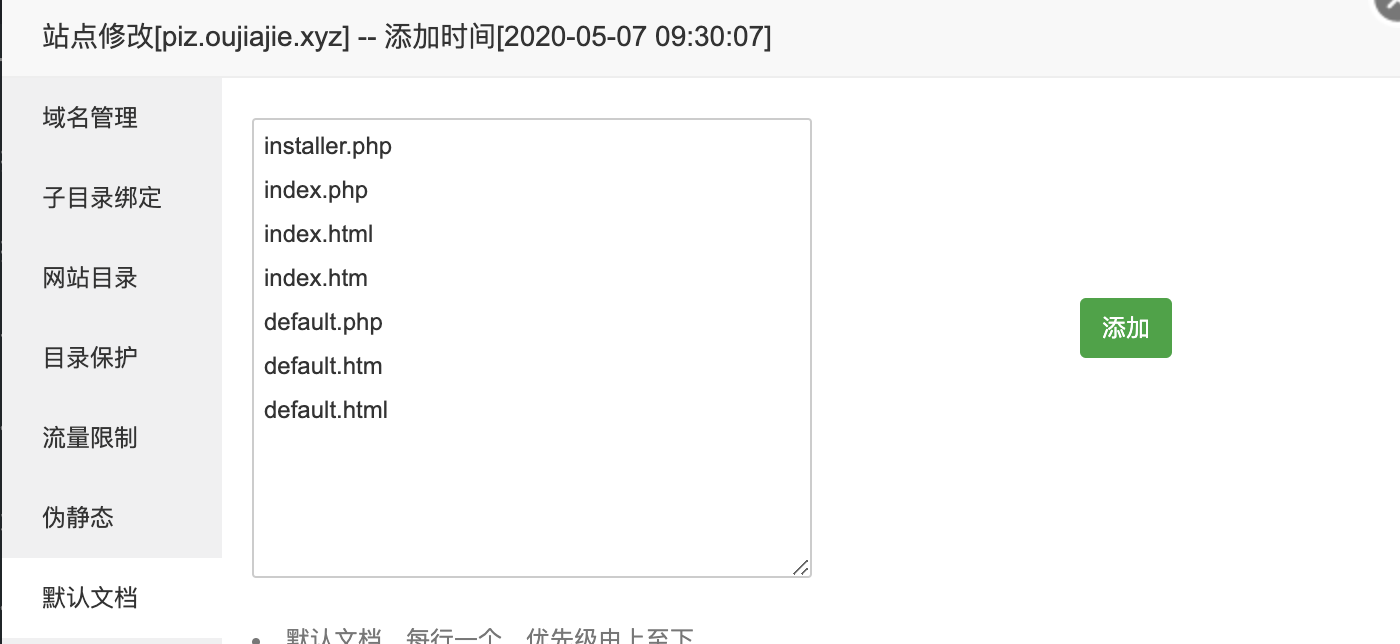 站点修改[piz.oujiajie.xyz] -- 添加时间[2020-05-07 09:30:07]
域名管理
子目录绑定
网站目录
目录保护
流量限制
伪静态
默认文档
installer.php
index.php
index.html
index.htm
default.php
default.htm
default.html
添加
默认文档，每行一个，优先级由上至下